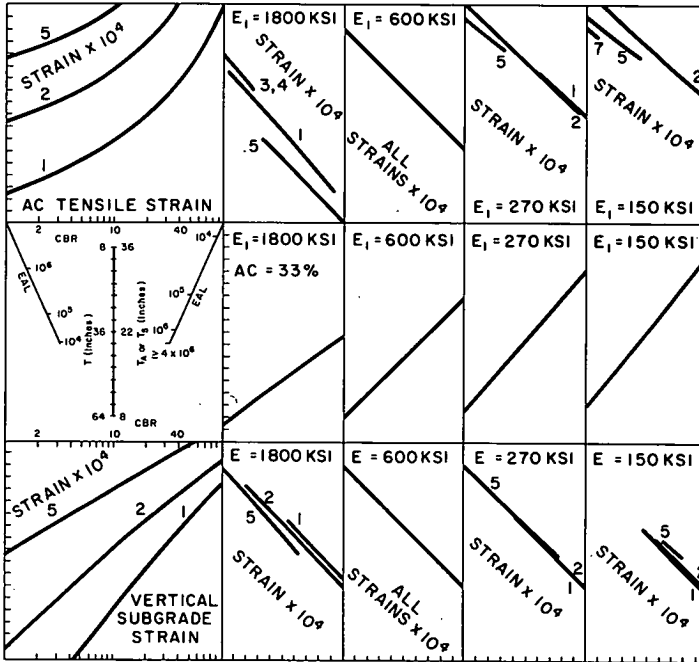 5
STRAIN × 10⁴
2
1
AC TENSILE STRAIN
E₁ = 1800 KSI
STRAIN × 10⁴
3,4
1
.5
E₁ = 600 KSI
ALL
STRAINS × 10⁴
5
1
2
STRAIN × 10⁴
E₁ = 270 KSI
7 5
2
STRAIN × 10⁴
E₁ = 150 KSI
2 10 40
CBR
8 36
10⁴
10⁶
10⁵
10⁴
EAL
T (Inches)
36 22
T_A or T_S (Inches)
10⁵
10⁶
≥ 4 × 10⁶
EAL
64 8
CBR
2 10 40
E₁ = 1800 KSI
AC = 33%
E₁ = 600 KSI
E₁ = 270 KSI
E₁ = 150 KSI
STRAIN × 10⁴
5
2
1
VERTICAL
SUBGRADE
STRAIN
E = 1800 KSI
2
1
5
STRAIN × 10⁴
E = 600 KSI
ALL
STRAINS × 10⁴
E = 270 KSI
5
2
1
STRAIN × 10⁴
E = 150 KSI
5
1
STRAIN × 10⁴